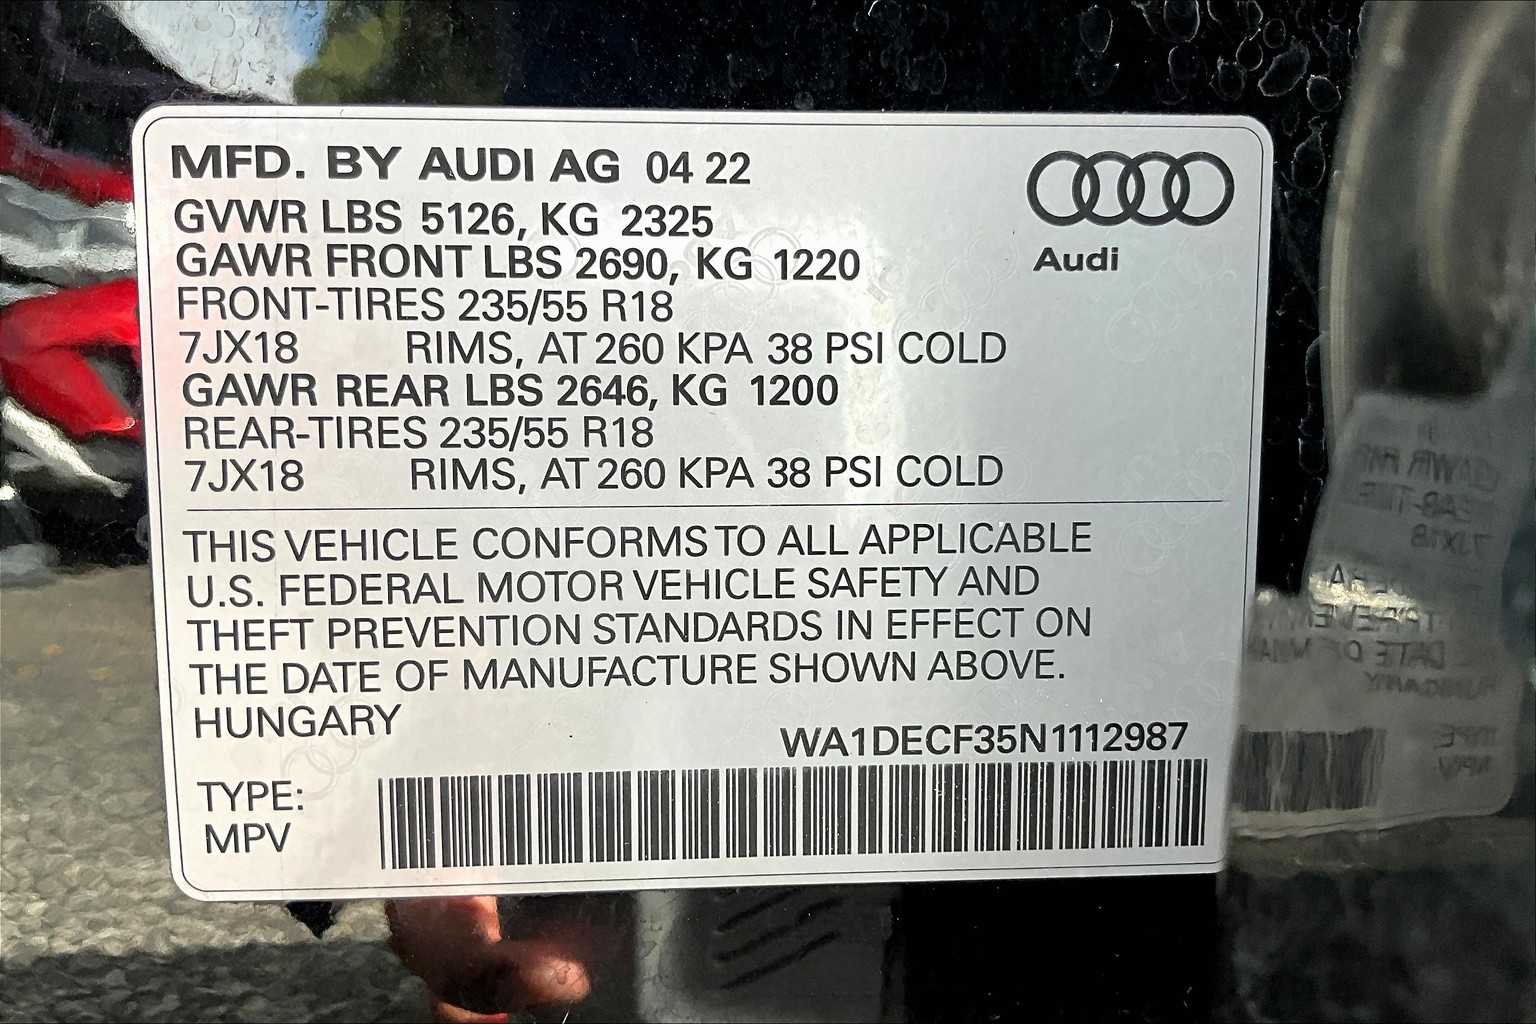 MFD. BY AUDI AG 04 22
GVWR LBS 5126, KG 2325
GAWR FRONT LBS 2690, KG 1220
FRONT-TIRES 235/55 R18
7JX18 RIMS, AT 260 KPA 38 PSI COLD
GAWR REAR LBS 2646, KG 1200
REAR-TIRES 235/55 R18
7JX18 RIMS, AT 260 KPA 38 PSI COLD
Audi
THIS VEHICLE CONFORMS TO ALL APPLICABLE
U.S. FEDERAL MOTOR VEHICLE SAFETY AND
THEFT PREVENTION STANDARDS IN EFFECT ON
THE DATE OF MANUFACTURE SHOWN ABOVE.
HUNGARY
WA1DECF35N1112987
TYPE:
MPV